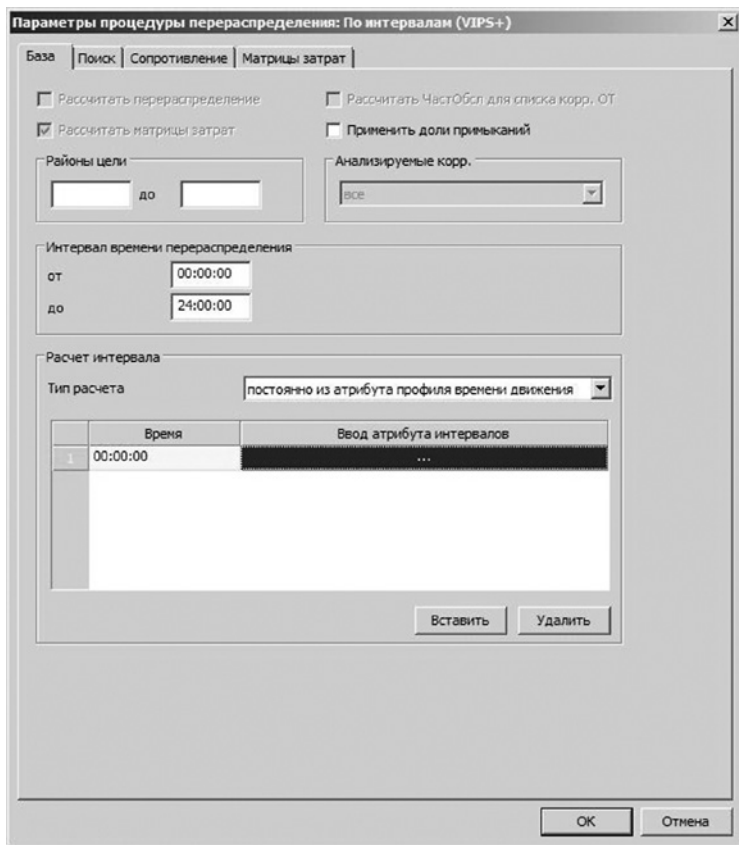 Параметры процедуры перераспределения: По интервалам (VIPS+)
База Поиск Сопротивление Матрицы затрат
Рассчитать перераспределение Рассчитать ЧастОбсл для списка корр. ОТ
Рассчитать матрицы затрат Применить доли примыканий
Районы цели Анализируемые корр.
до все
Интервал времени перераспределения
от 00:00:00
до 24:00:00
Расчет интервала
Тип расчета постоянно из атрибута профиля времени движения
Время Ввод атрибута интервалов
1 00:00:00 ...
Вставить Удалить
OK Отмена